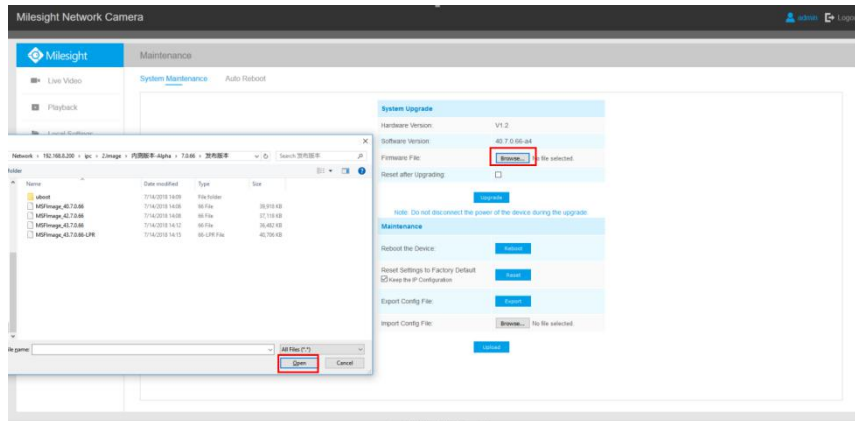 Milesight Network Camera
admin
Milesight
Maintenance
Live Video
System Maintenance Auto Reboot
Playback
System Upgrade
Local Settings
Hardware Version: V1.2
Software Version: 40.7.0.66-a4
Network › 192.168.8.200 › ipc › 2.Image › 内测版本-Alpha › 7.0.66 › 发布版本
Search 发布版本
Firmware File: Browse... No file selected.
folder
Reset after Upgrading:
Name Date modified Type Size
uboot 7/14/2018 14:09 File folder
Upgrade
MSFImage_40.7.0.66 7/14/2018 14:08 66 File 39,918 KB
MSFImage_42.7.0.66 7/14/2018 14:08 66 File 37,118 KB
Note: Do not disconnect the power of the device during the upgrade
MSFImage_43.7.0.66 7/14/2018 14:12 66 File 36,482 KB
Maintenance
MSFImage_43.7.0.66-LPR 7/14/2018 14:15 66-LPR File 40,706 KB
Reboot the Device: Reboot
Reset Settings to Factory Default Reset
Keep the IP Configuration
Export Config File: Export
Import Config File: Browse... No file selected.
ile name: All Files (*.*)
Upload
Open Cancel